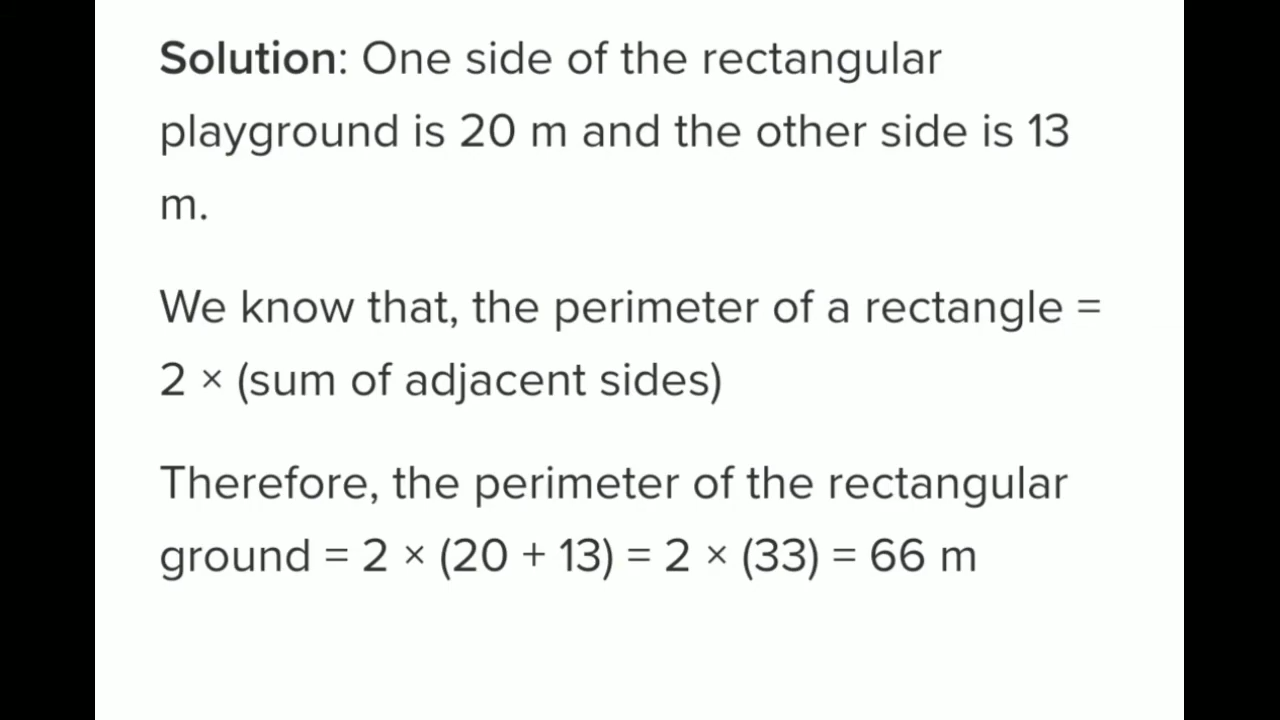 Solution: One side of the rectangular
playground is 20 m and the other side is 13
m.
We know that, the perimeter of a rectangle =
2 × (sum of adjacent sides)
Therefore, the perimeter of the rectangular
ground = 2 × (20 + 13) = 2 × (33) = 66 m